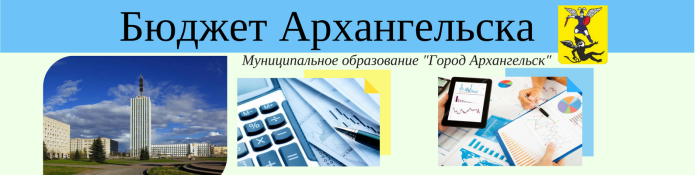 Бюджет Архангельска
Муниципальное образование "Город Архангельск"